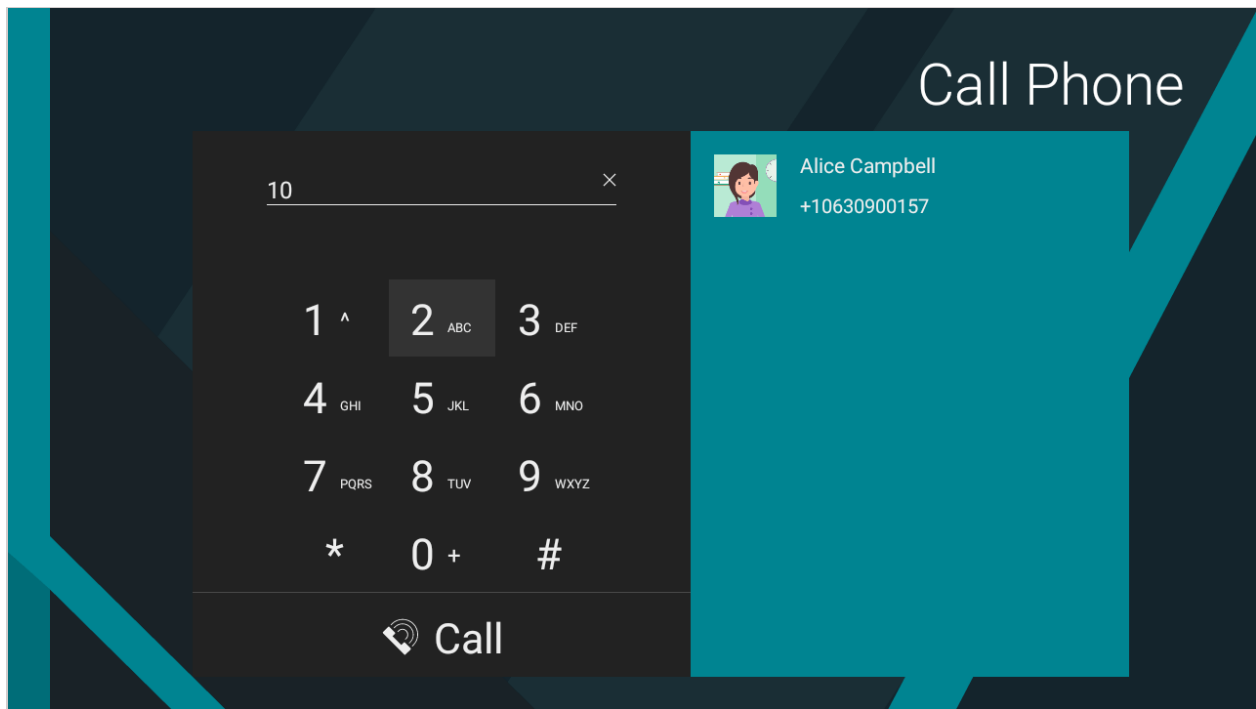 Call Phone
10
Alice Campbell
+10630900157
1 ^ 2 ABC 3 DEF
4 GHI 5 JKL 6 MNO
7 PQRS 8 TUV 9 WXYZ
* 0 + #
Call